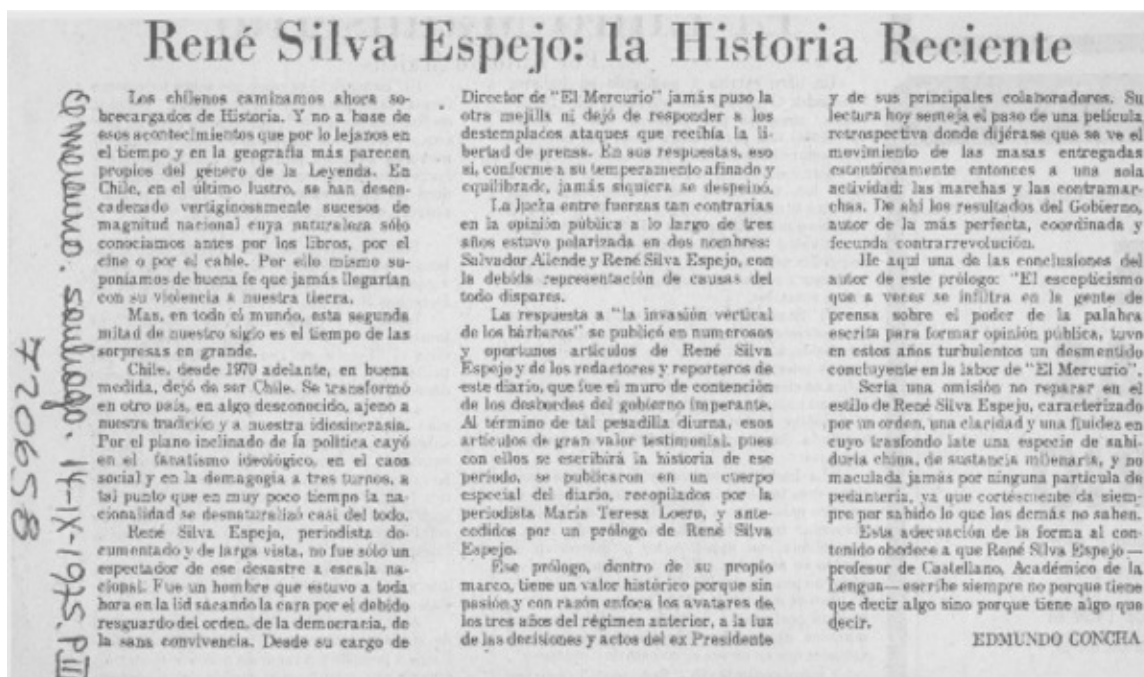 René Silva Espejo: la Historia Reciente
Los chilenos caminamos ahora so-
brecargados de Historia. Y no a base de
esos acontecimientos que por lo lejanos en
el tiempo y en la geografía más parecen
propios del género de la Leyenda. En
Chile, en el último lustro, se han desen-
cadenado vertiginosamente sucesos de
magnitud nacional cuya naturaleza sólo
conocíamos antes por los libros, por el
cine o por el cable. Por ello mismo su-
poníamos de buena fe que jamás llegarían
con su violencia a nuestra tierra.
Mas, en todo el mundo, esta segunda
mitad de nuestro siglo es el tiempo de las
sorpresas en grande.
Chile, desde 1970 adelante, en buena
medida, dejó de ser Chile. Se transformó
en otro país, en algo desconocido, ajeno a
nuestra tradición y a nuestra idiosincrasia.
Por el plano inclinado de la política cayó
en el fanatismo ideológico, en el caos
social y en la demagogia a tres turnos, a
tal punto que en muy poco tiempo la na-
cionalidad se desnaturalizó casi del todo.
René Silva Espejo, periodista do-
cumentado y de larga vista, no fue sólo un
espectador de ese desastre a escala na-
cional. Fue un hombre que estuvo a toda
hora en la lid sacando la cara por el debido
resguardo del orden, de la democracia, de
la sana convivencia. Desde su cargo de
Director de "El Mercurio" jamás puso la
otra mejilla ni dejó de responder a los
destemplados ataques que recibía la li-
bertad de prensa. En sus respuestas, eso
sí, conforme a su temperamento afinado y
equilibrado, jamás siquiera se despeinó.
La lucha entre fuerzas tan contrarias
en la opinión pública a lo largo de tres
años estuvo polarizada en dos nombres:
Salvador Allende y René Silva Espejo, con
la debida representación de causas del
todo dispares.
La respuesta a "la invasión vertical
de los bárbaros" se publicó en numerosos
y oportunos artículos de René Silva
Espejo y de los redactores y reporteros de
este diario, que fue el muro de contención
de los desbordes del gobierno imperante.
Al término de tal pesadilla diurna, esos
artículos de gran valor testimonial, pues
con ellos se escribirá la historia de ese
período, se publicaron en un cuerpo
especial del diario, recopilados por la
periodista María Teresa Loero, y ante-
cedidos por un prólogo de René Silva
Espejo.
Ese prólogo, dentro de su propio
marco, tiene un valor histórico porque sin
pasión y con razón enfoca los avatares de
los tres años del régimen anterior, a la luz
de las decisiones y actos del ex Presidente
y de sus principales colaboradores. Su
lectura hoy semeja el paso de una película
retrospectiva donde dijérase que se ve el
movimiento de las masas entregadas
estentóreamente entonces a una sola
actividad: las marchas y las contramar-
chas. De ahí los resultados del Gobierno,
autor de la más perfecta, coordinada y
fecunda contrarrevolución.
He aquí una de las conclusiones del
autor de este prólogo: "El escepticismo
que a veces se infiltra en la gente de
prensa sobre el poder de la palabra
escrita para formar opinión pública, tuvo
en estos años turbulentos un desmentido
concluyente en la labor de "El Mercurio".
Sería una omisión no reparar en el
estilo de René Silva Espejo, caracterizado
por un orden, una claridad y una fluidez en
cuyo trasfondo late una especie de sabi-
duría china, de sustancia milenaria, y no
maculada jamás por ninguna partícula de
pedantería, ya que cortésmente da siem-
pre por sabido lo que los demás no saben.
Esta adecuación de la forma al con-
tenido obedece a que René Silva Espejo —
profesor de Castellano, Académico de la
Lengua— escribe siempre no porque tiene
que decir algo sino porque tiene algo que
decir.
EDMUNDO CONCHA
El Mercurio. Santiago. 14-IX-1975. P.II
720658